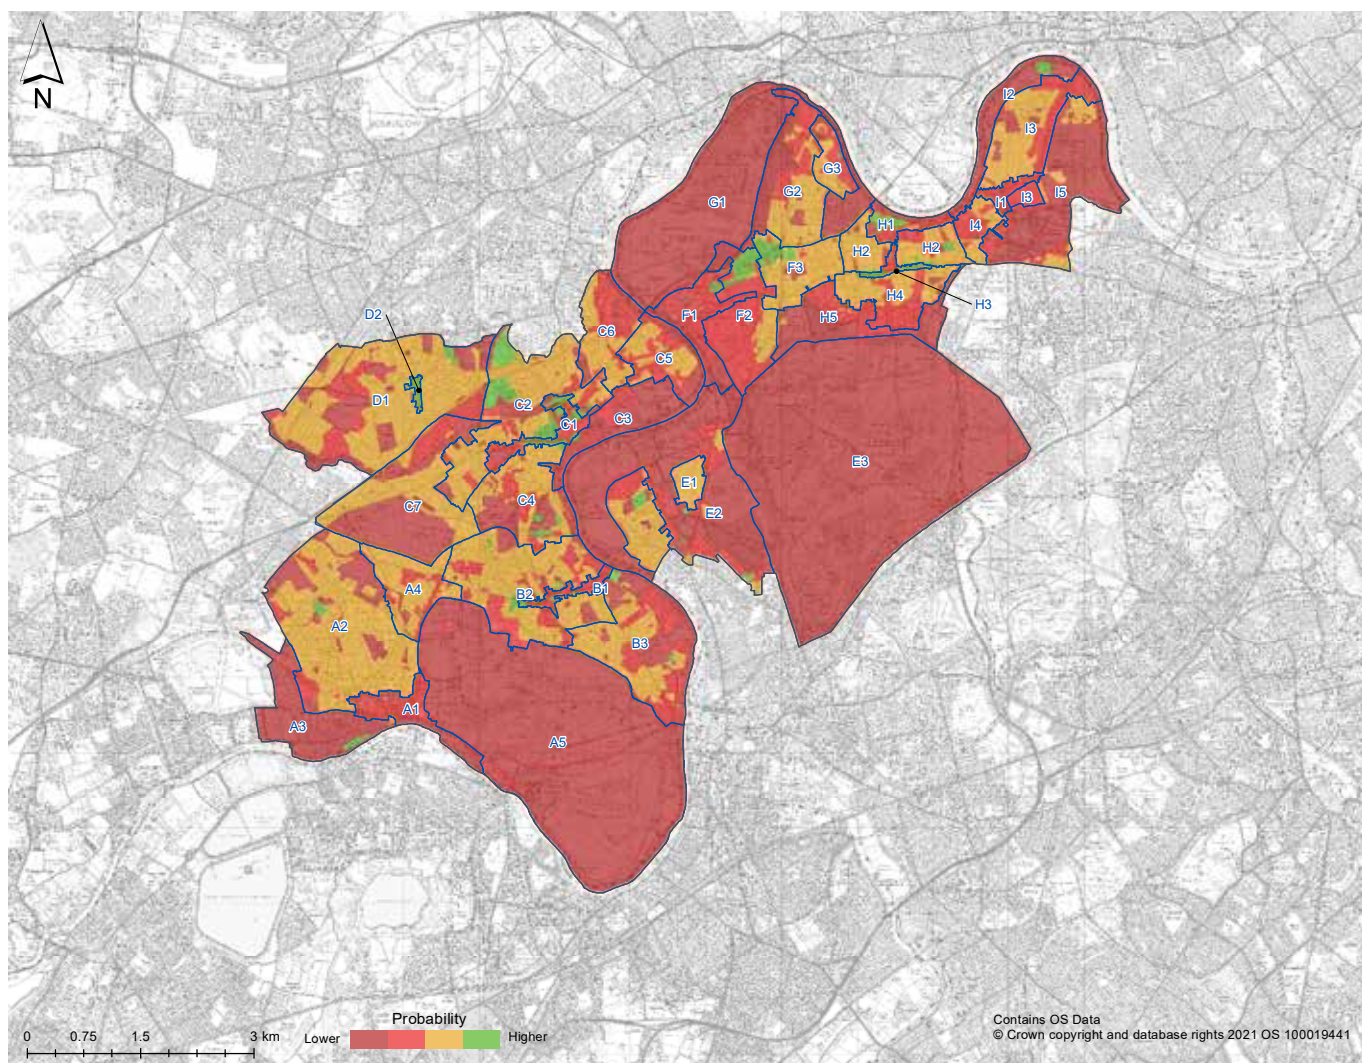 N
I2
I3
G3
G2
G1
I1
I3
I5
H1
I4
H2
H2
F3
H4
H3
D2
F1
F2
H5
C6
C5
D1
C2
C1
C3
E3
E1
C7
C4
E2
A4
B2
B1
A2
B3
A1
A3
A5
Probability
Lower
Higher
0
0.75
1.5
3 km
Contains OS Data
© Crown copyright and database rights 2021 OS 100019441